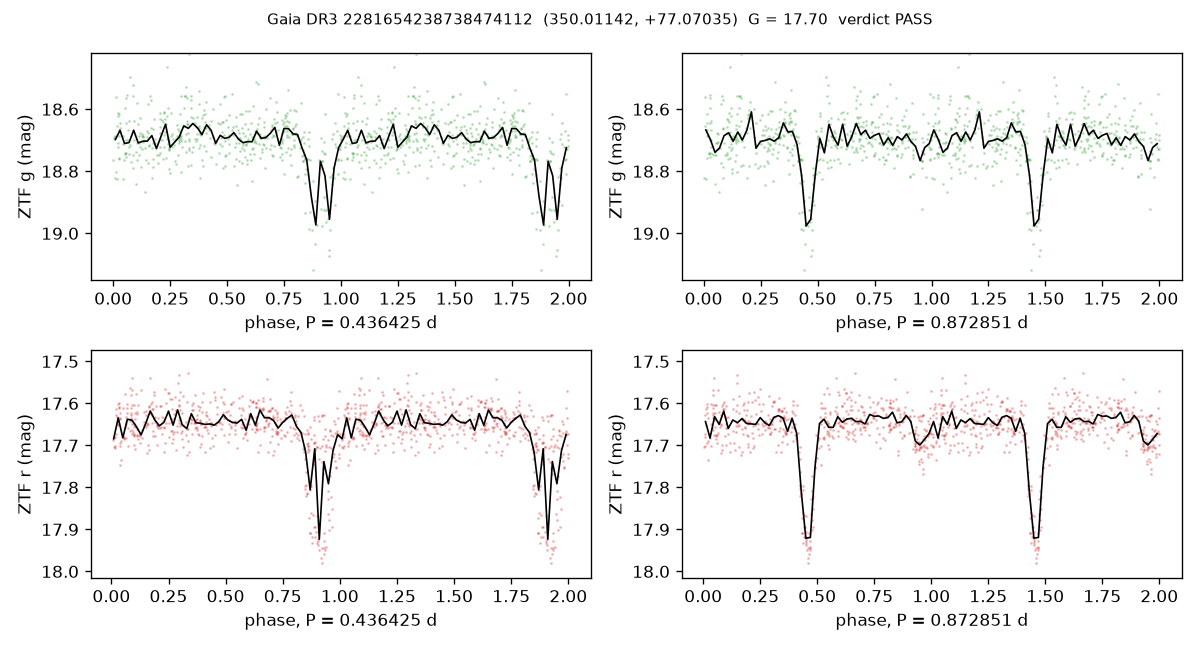 Gaia DR3 2281654238738474112 (350.01142, +77.07035) G = 17.70 verdict PASS
ZTF g (mag)
18.6
18.8
19.0
0.00 0.25 0.50 0.75 1.00 1.25 1.50 1.75 2.00
phase, P = 0.436425 d
ZTF g (mag)
18.6
18.8
19.0
0.00 0.25 0.50 0.75 1.00 1.25 1.50 1.75 2.00
phase, P = 0.872851 d
ZTF r (mag)
17.5
17.6
17.7
17.8
17.9
18.0
0.00 0.25 0.50 0.75 1.00 1.25 1.50 1.75 2.00
phase, P = 0.436425 d
ZTF r (mag)
17.5
17.6
17.7
17.8
17.9
18.0
0.00 0.25 0.50 0.75 1.00 1.25 1.50 1.75 2.00
phase, P = 0.872851 d